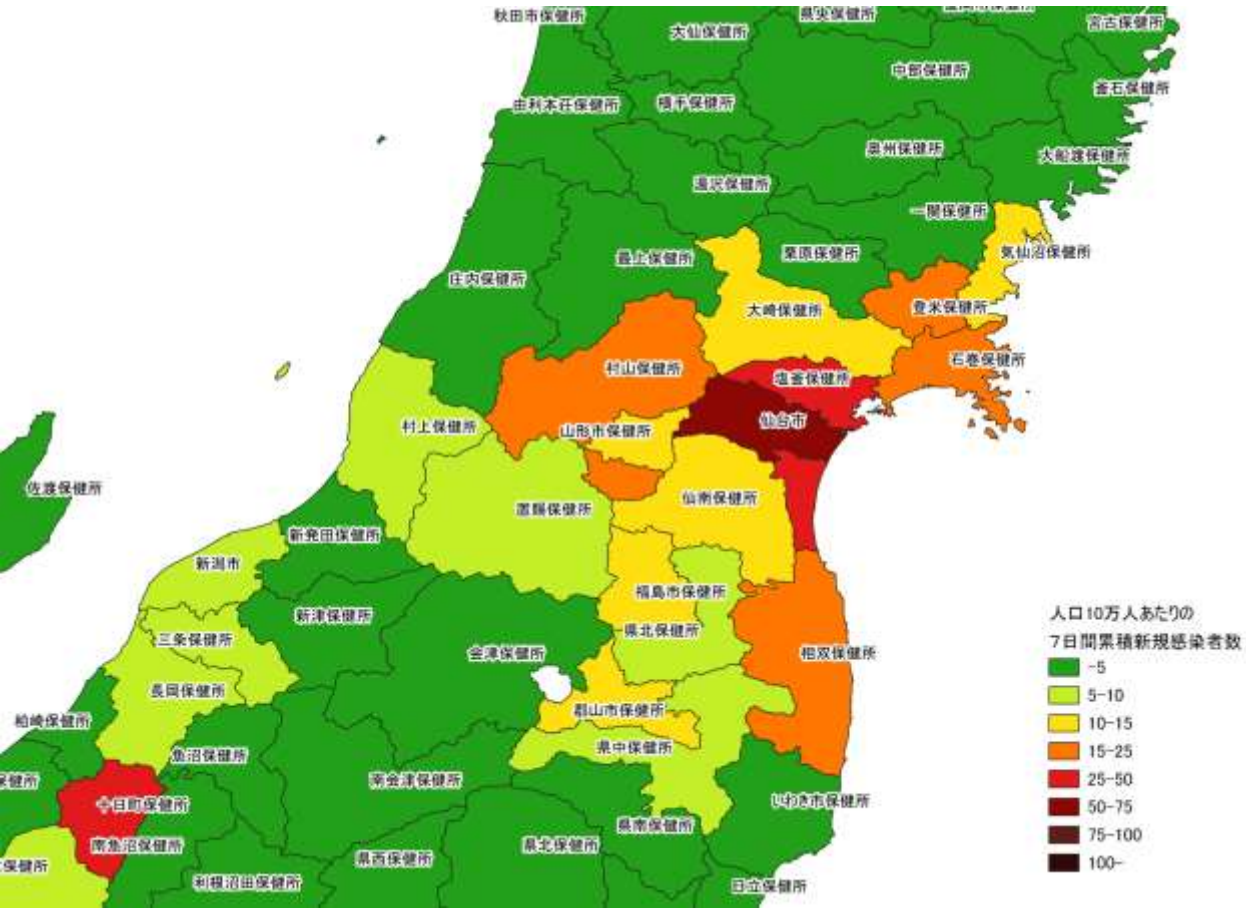 秋田市保健所
県央保健所
宮古保健所
大仙保健所
中部保健所
釜石保健所
由利本荘保健所
横手保健所
奥州保健所
大船渡保健所
湯沢保健所
一関保健所
気仙沼保健所
栗原保健所
最上保健所
庄内保健所
大崎保健所
登米保健所
石巻保健所
村山保健所
塩釜保健所
仙台市
村上保健所
山形市保健所
佐渡保健所
仙南保健所
置賜保健所
新発田保健所
新潟市
福島市保健所
新津保健所
県北保健所
三条保健所
会津保健所
相双保健所
長岡保健所
郡山市保健所
柏崎保健所
県中保健所
魚沼保健所
南会津保健所
保健所
十日町保健所
いわき市保健所
県南保健所
南魚沼保健所
県北保健所
県西保健所
保健所
利根沼田保健所
日立保健所
人口10万人あたりの
7日間累積新規感染者数
-5
5-10
10-15
15-25
25-50
50-75
75-100
100-